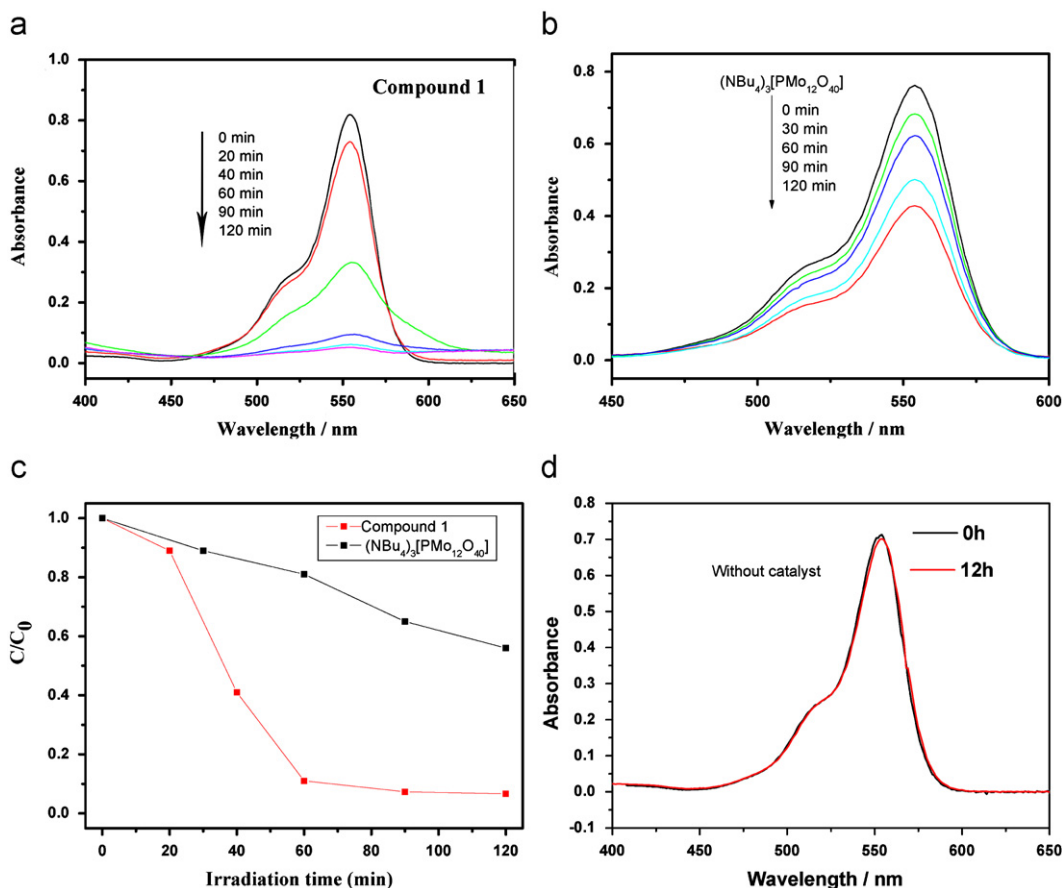 a
Compound 1
0 min
20 min
40 min
60 min
90 min
120 min
1.0
0.8
0.6
0.4
0.2
0.0
Absorbance
400 450 500 550 600 650
Wavelength / nm
b
(NBu₄)₃[PMo₁₂O₄₀]
0 min
30 min
60 min
90 min
120 min
0.8
0.6
0.4
0.2
0.0
Absorbance
450 500 550 600
Wavelength / nm
c
Compound 1
(NBu₄)₃[PMo₁₂O₄₀]
1.0
0.8
0.6
0.4
0.2
0.0
C/C₀
0 20 40 60 80 100 120
Irradiation time (min)
d
Without catalyst
0h
12h
0.8
0.7
0.6
0.5
0.4
0.3
0.2
0.1
0.0
-0.1
Absorbance
400 450 500 550 600 650
Wavelength / nm